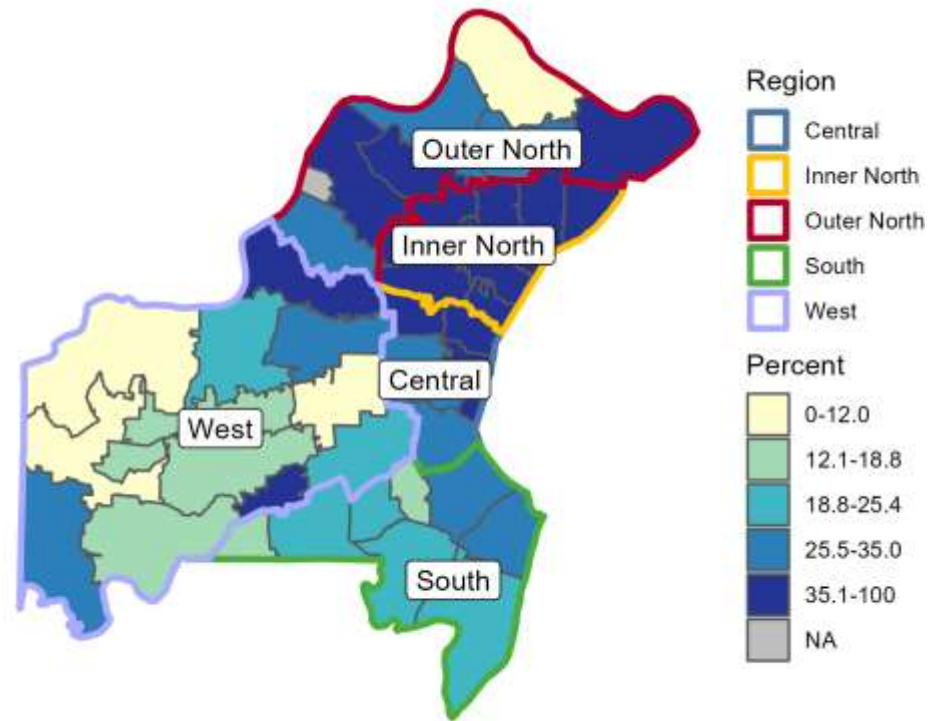 Outer North
Inner North
Central
West
South
Region
Central
Inner North
Outer North
South
West
Percent
0-12.0
12.1-18.8
18.8-25.4
25.5-35.0
35.1-100
NA